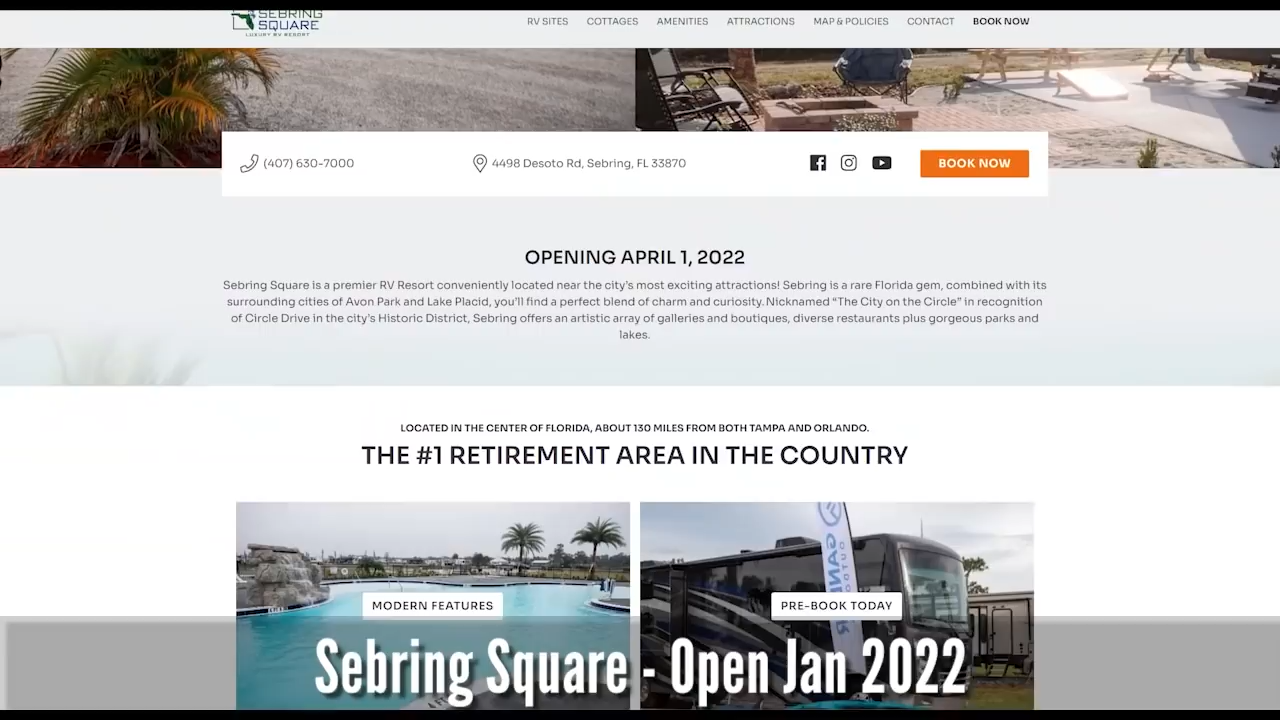 SEBRING
SQUARE
LUXURY RV RESORT
RV SITES COTTAGES AMENITIES ATTRACTIONS MAP & POLICIES CONTACT BOOK NOW
(407) 630-7000 4498 Desoto Rd, Sebring, FL 33870 BOOK NOW
OPENING APRIL 1, 2022
Sebring Square is a premier RV Resort conveniently located near the city's most exciting attractions! Sebring is a rare Florida gem, combined with its
surrounding cities of Avon Park and Lake Placid, you'll find a perfect blend of charm and curiosity. Nicknamed “The City on the Circle” in recognition
of Circle Drive in the city's Historic District, Sebring offers an artistic array of galleries and boutiques, diverse restaurants plus gorgeous parks and
lakes.
LOCATED IN THE CENTER OF FLORIDA, ABOUT 130 MILES FROM BOTH TAMPA AND ORLANDO.
THE #1 RETIREMENT AREA IN THE COUNTRY
MODERN FEATURES
PRE-BOOK TODAY
Sebring Square - Open Jan 2022